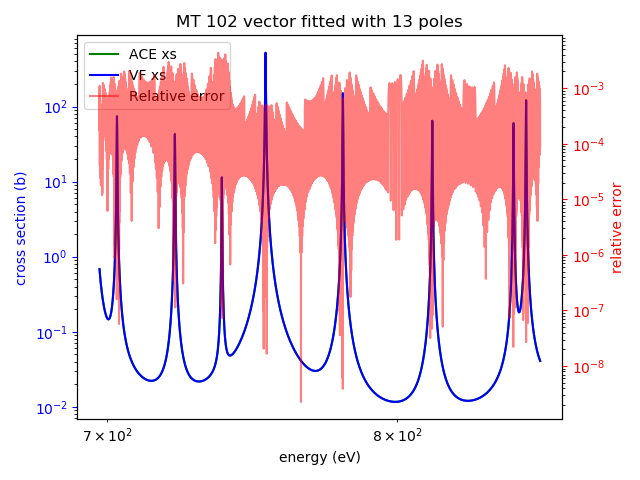 MT 102 vector fitted with 13 poles
ACE xs
VF xs
Relative error
10²
10¹
10⁰
10⁻¹
10⁻²
cross section (b)
10⁻³
10⁻⁴
10⁻⁵
10⁻⁶
10⁻⁷
10⁻⁸
relative error
7 × 10²
8 × 10²
energy (eV)